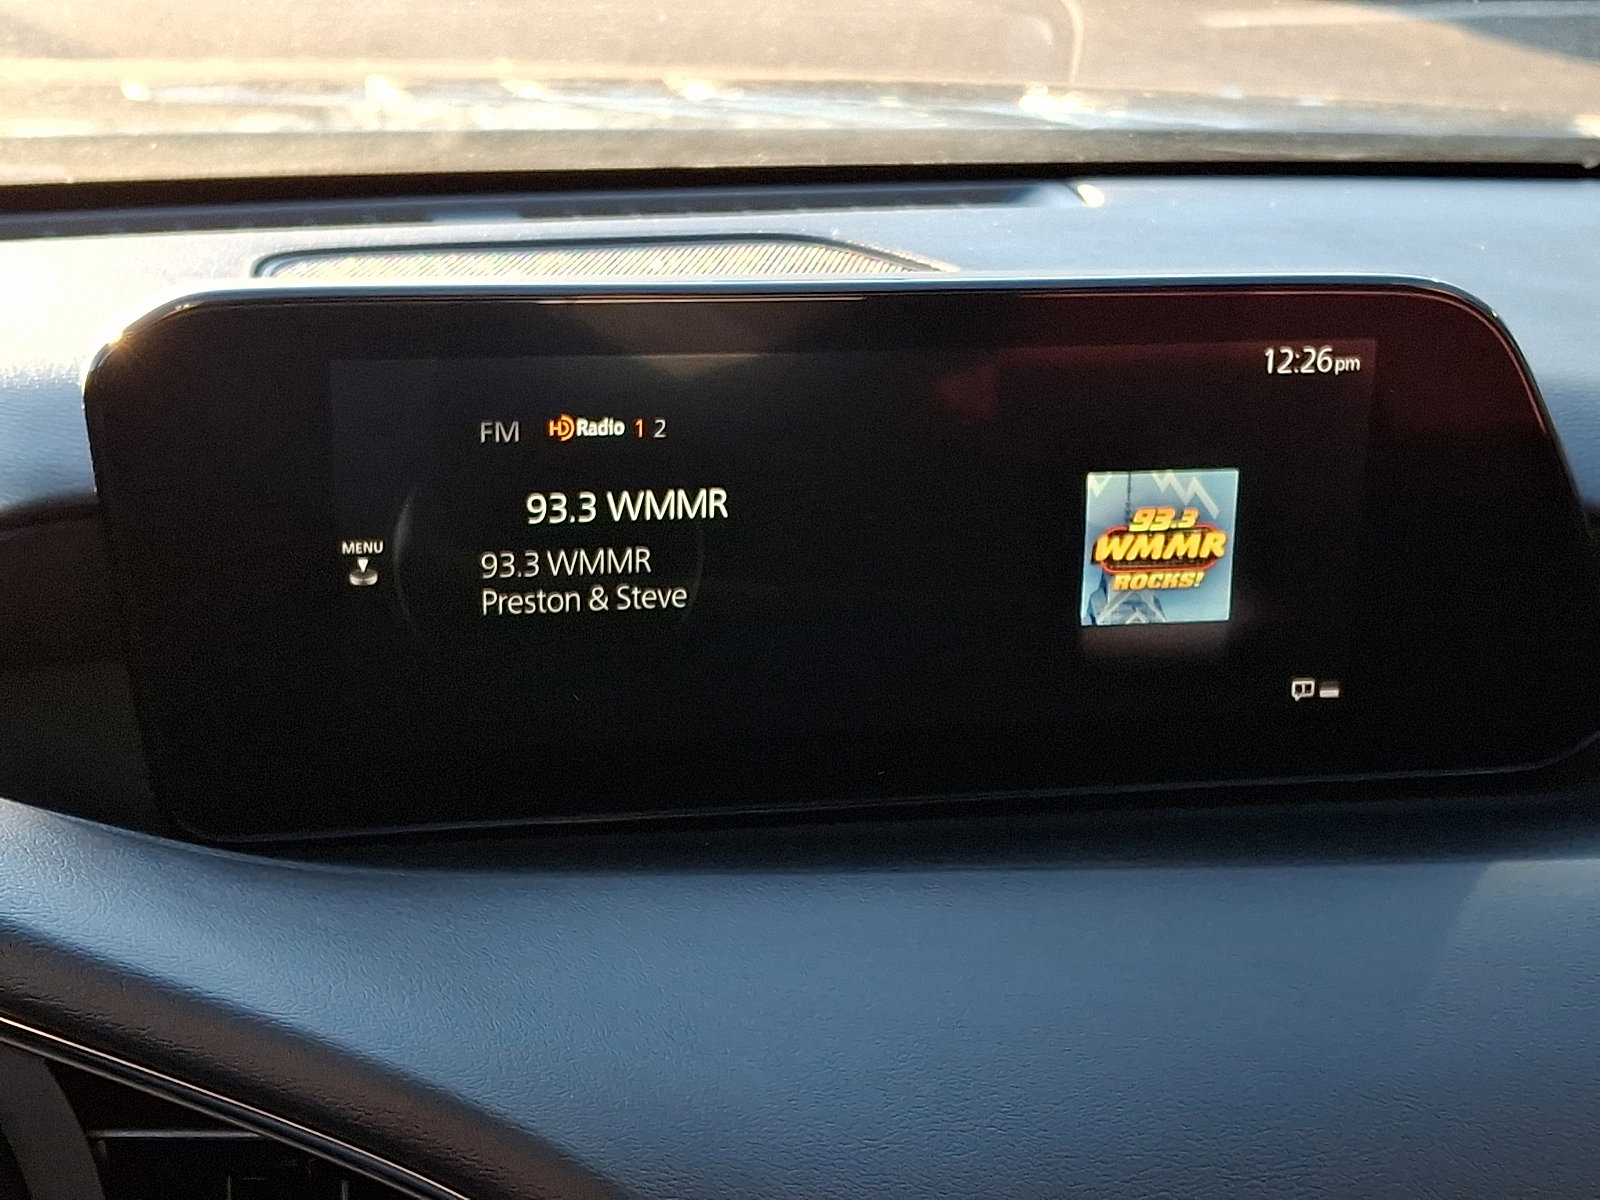 12:26pm
FM HD Radio 1 2
93.3 WMMR
MENU
93.3 WMMR
Preston & Steve
93.3
WMMR
ROCKS!